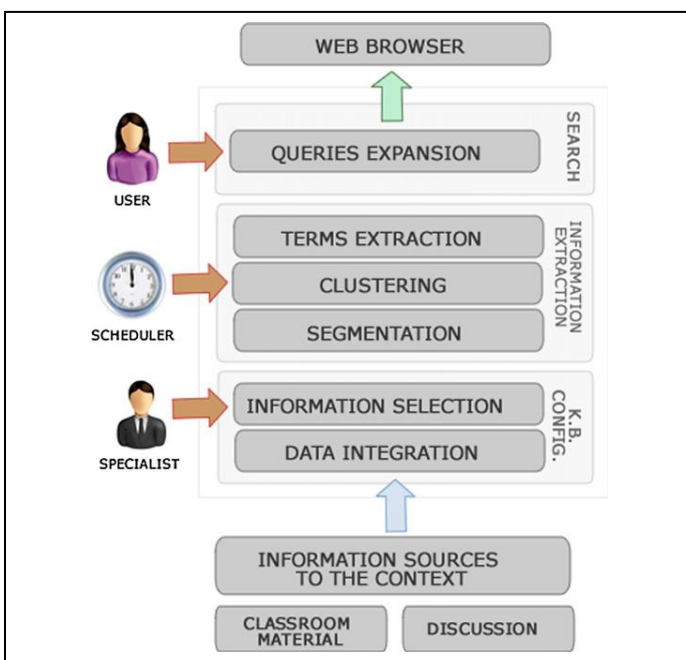 WEB BROWSER
USER
QUERIES EXPANSION
SEARCH
SCHEDULER
TERMS EXTRACTION
CLUSTERING
SEGMENTATION
INFORMATION
EXTRACTION
SPECIALIST
INFORMATION SELECTION
DATA INTEGRATION
K.B.
CONFIG.
INFORMATION SOURCES
TO THE CONTEXT
CLASSROOM
MATERIAL
DISCUSSION